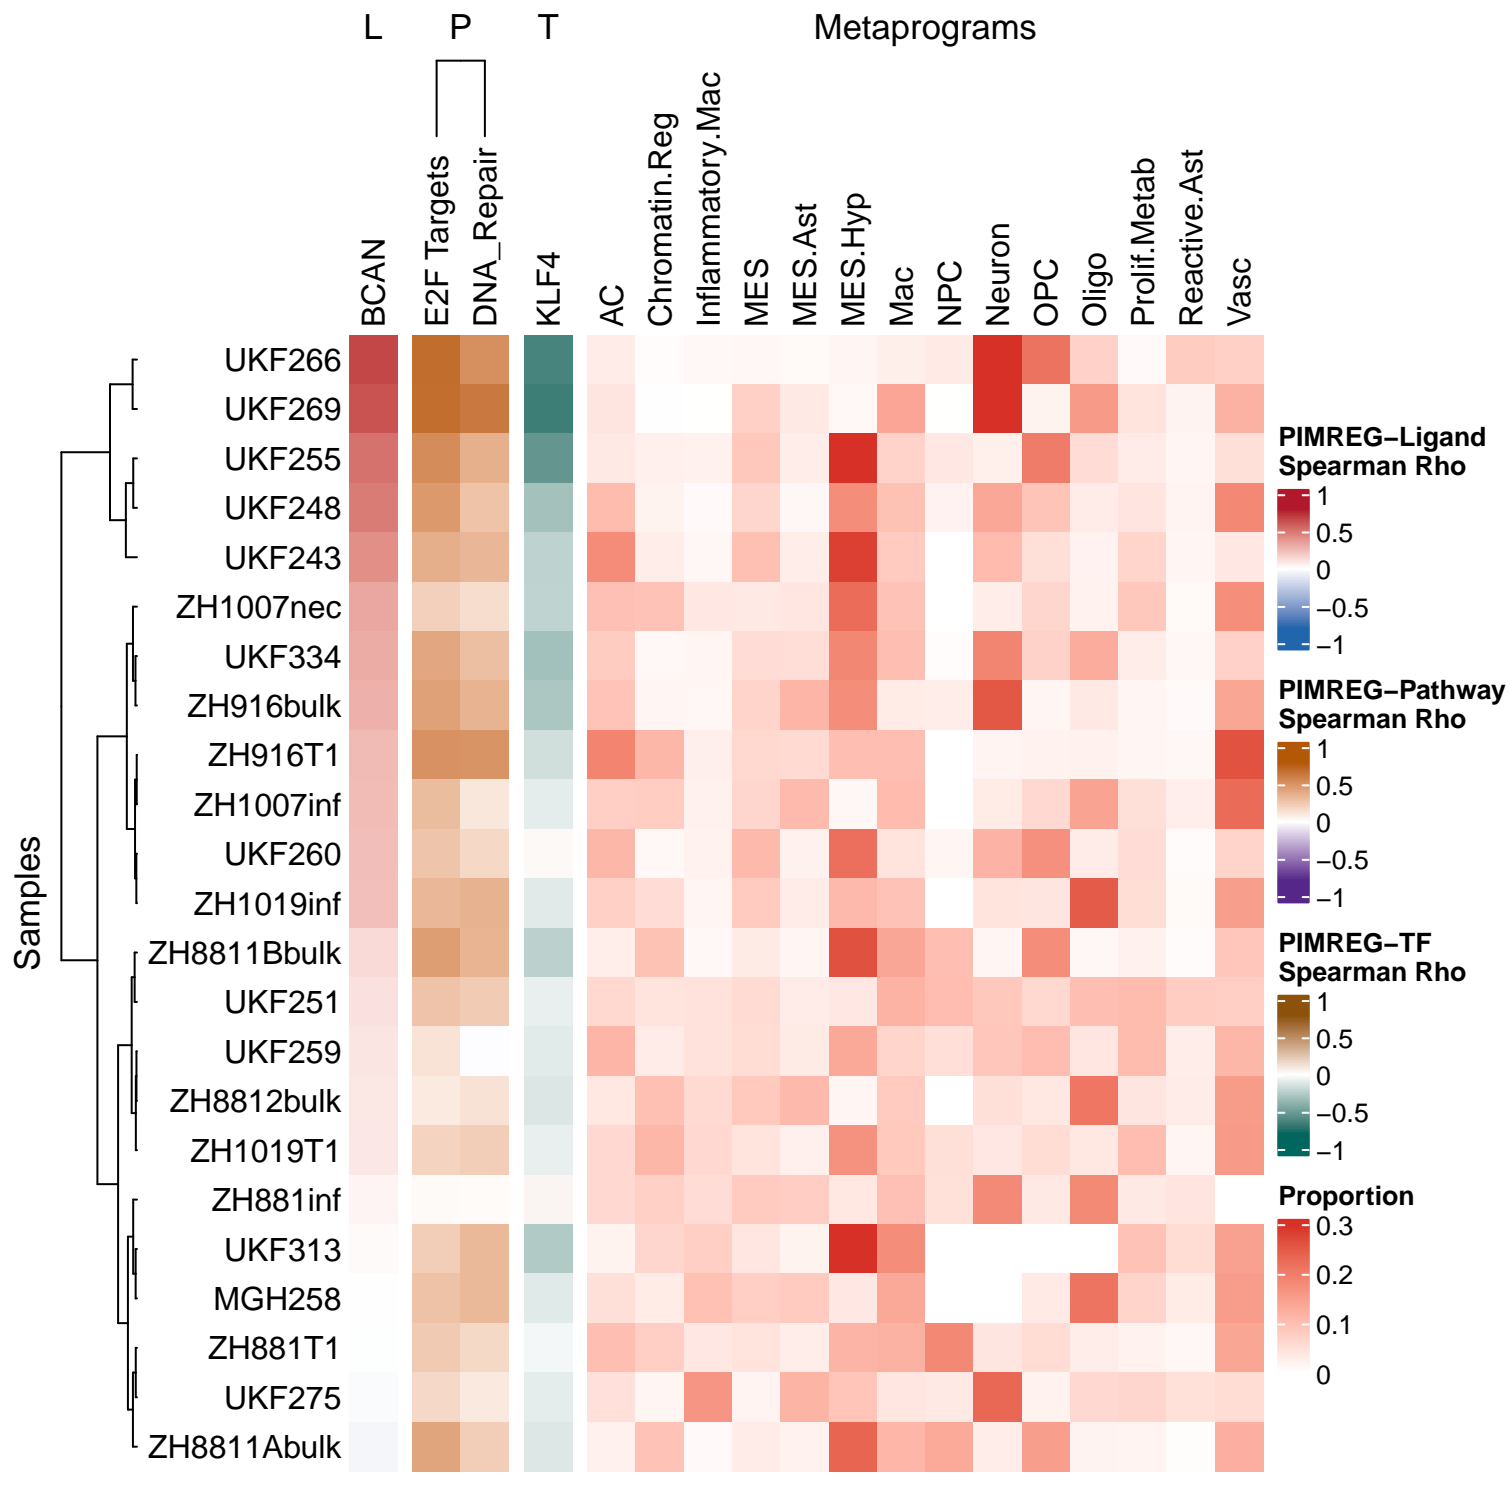 L P T Metaprograms
BCAN
E2F Targets
DNA_Repair
KLF4
AC
Chromatin.Reg
Inflammatory.Mac
MES
MES.Ast
MES.Hyp
Mac
NPC
Neuron
OPC
Oligo
Prolif.Metab
Reactive.Ast
Vasc
Samples
UKF266
UKF269
UKF255
UKF248
UKF243
ZH1007nec
UKF334
ZH916bulk
ZH916T1
ZH1007inf
UKF260
ZH1019inf
ZH8811Bbulk
UKF251
UKF259
ZH8812bulk
ZH1019T1
ZH881inf
UKF313
MGH258
ZH881T1
UKF275
ZH8811Abulk
PIMREG−Ligand
Spearman Rho
1
0.5
0
−0.5
−1
PIMREG−Pathway
Spearman Rho
1
0.5
0
−0.5
−1
PIMREG−TF
Spearman Rho
1
0.5
0
−0.5
−1
Proportion
0.3
0.2
0.1
0